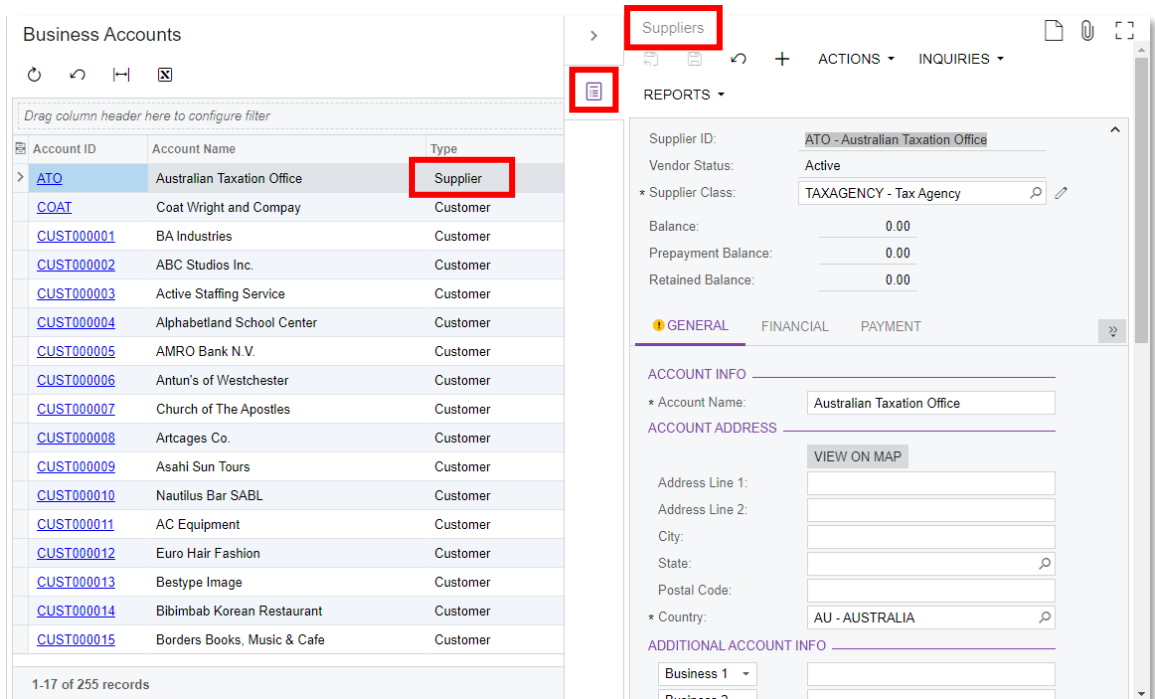 Business Accounts
Drag column header here to configure filter
Account ID Account Name Type
ATO Australian Taxation Office Supplier
COAT Coat Wright and Compay Customer
CUST000001 BA Industries Customer
CUST000002 ABC Studios Inc. Customer
CUST000003 Active Staffing Service Customer
CUST000004 Alphabetland School Center Customer
CUST000005 AMRO Bank N.V. Customer
CUST000006 Antun's of Westchester Customer
CUST000007 Church of The Apostles Customer
CUST000008 Artcages Co. Customer
CUST000009 Asahi Sun Tours Customer
CUST000010 Nautilus Bar SABL Customer
CUST000011 AC Equipment Customer
CUST000012 Euro Hair Fashion Customer
CUST000013 Bestype Image Customer
CUST000014 Bibimbab Korean Restaurant Customer
CUST000015 Borders Books, Music & Cafe Customer
1-17 of 255 records
Suppliers
ACTIONS INQUIRIES
REPORTS
Supplier ID: ATO - Australian Taxation Office
Vendor Status: Active
* Supplier Class: TAXAGENCY - Tax Agency
Balance: 0.00
Prepayment Balance: 0.00
Retained Balance: 0.00
GENERAL FINANCIAL PAYMENT
ACCOUNT INFO
* Account Name: Australian Taxation Office
ACCOUNT ADDRESS
VIEW ON MAP
Address Line 1:
Address Line 2:
City:
State:
Postal Code:
* Country: AU - AUSTRALIA
ADDITIONAL ACCOUNT INFO
Business 1